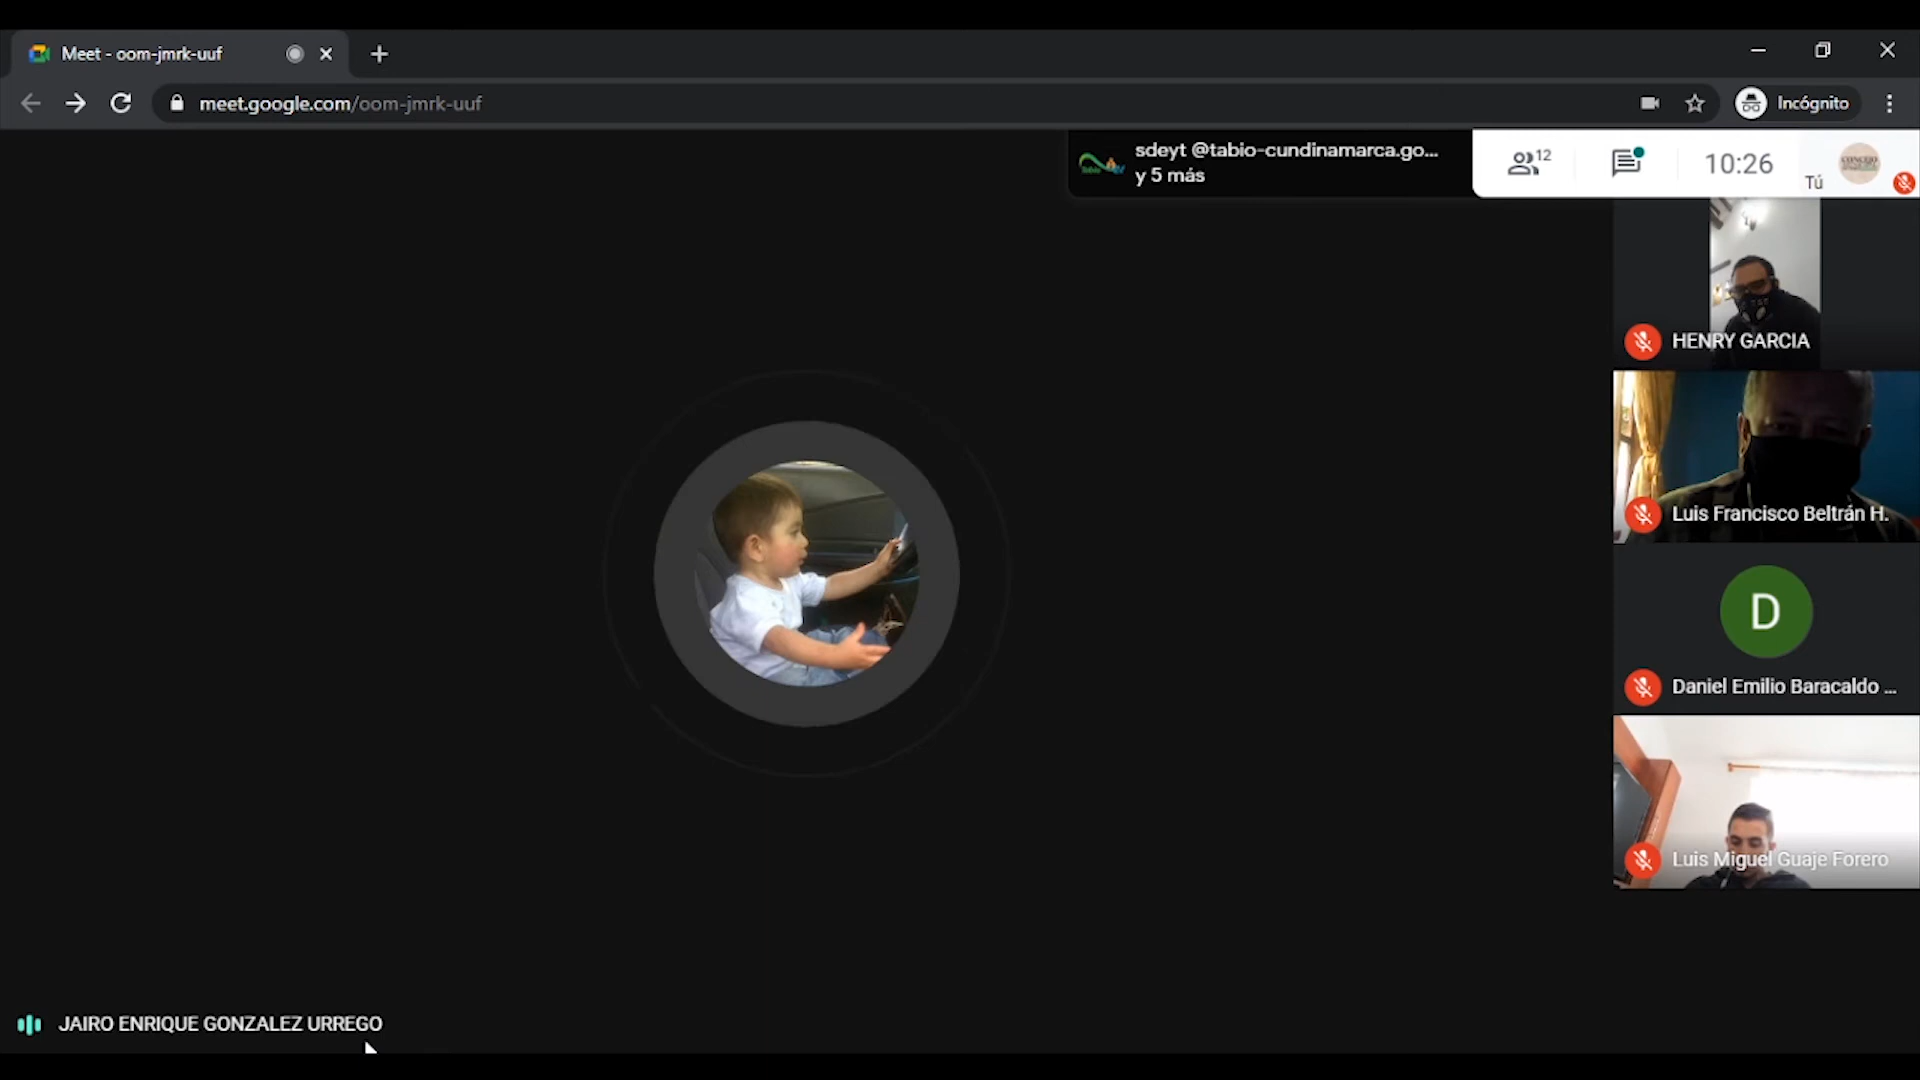 Meet - oom-jmrk-uuf
meet.google.com/oom-jmrk-uuf
Incógnito
sdeyt @tabio-cundinamarca.go...
y 5 más
12
10:26
Tú
CONCEJO
HENRY GARCIA
Luis Francisco Beltrán H.
D
Daniel Emilio Baracaldo ...
Luis Miguel Guaje Forero
JAIRO ENRIQUE GONZALEZ URREGO